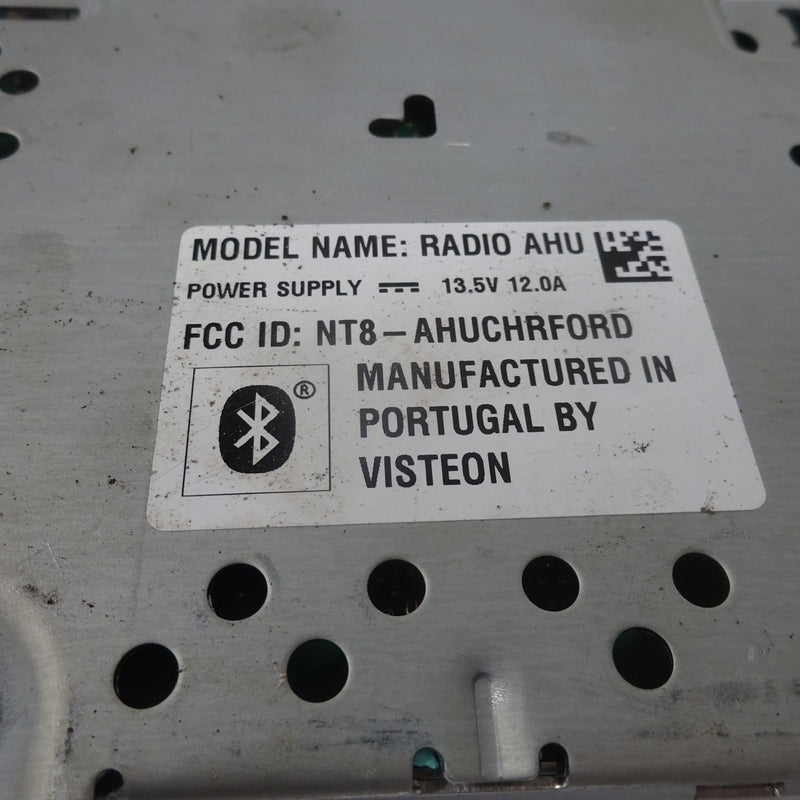 MODEL NAME: RADIO AHU
POWER SUPPLY 13.5V 12.0A
FCC ID: NT8-AHUCHRFORD
®
MANUFACTURED IN
PORTUGAL BY
VISTEON